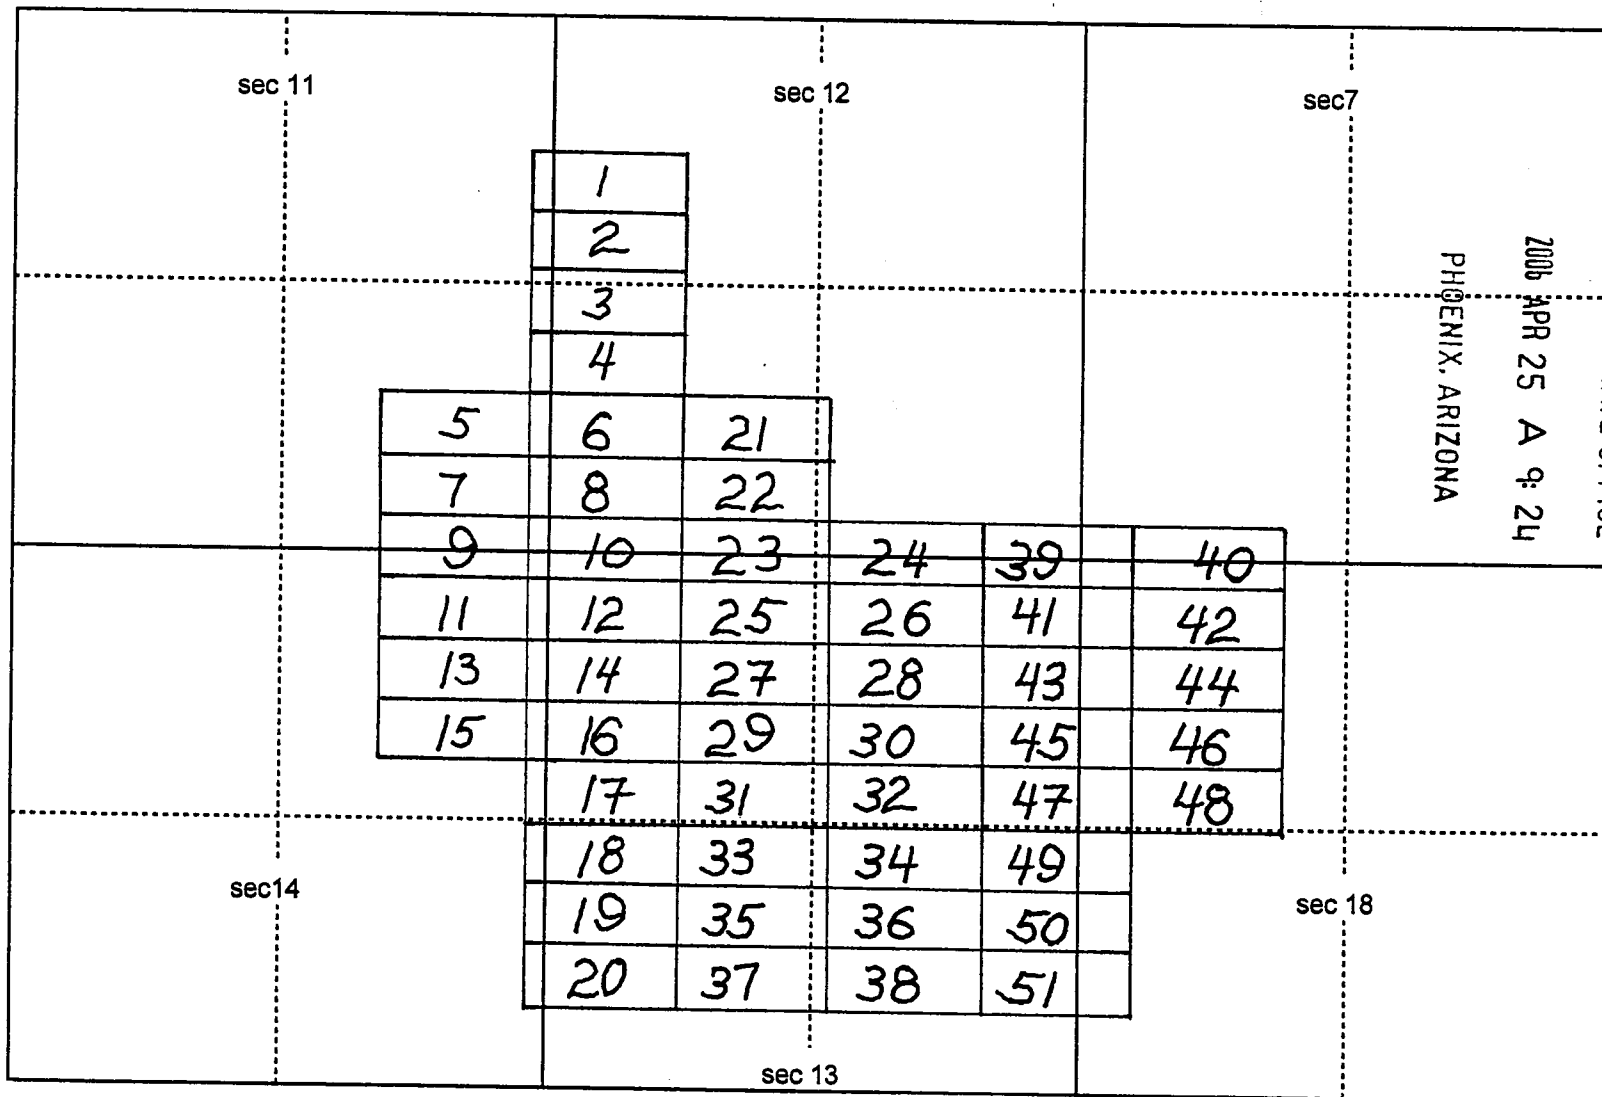 sec 11 sec 12 sec7
1
2
3
4
5 6 21
7 8 22
9 10 23 24 39 40
11 12 25 26 41 42
13 14 27 28 43 44
15 16 29 30 45 46
17 31 32 47 48
18 33 34 49
sec14 sec 18
19 35 36 50
20 37 38 51
sec 13
2006 APR 25 A 9: 24
PHOENIX, ARIZONA